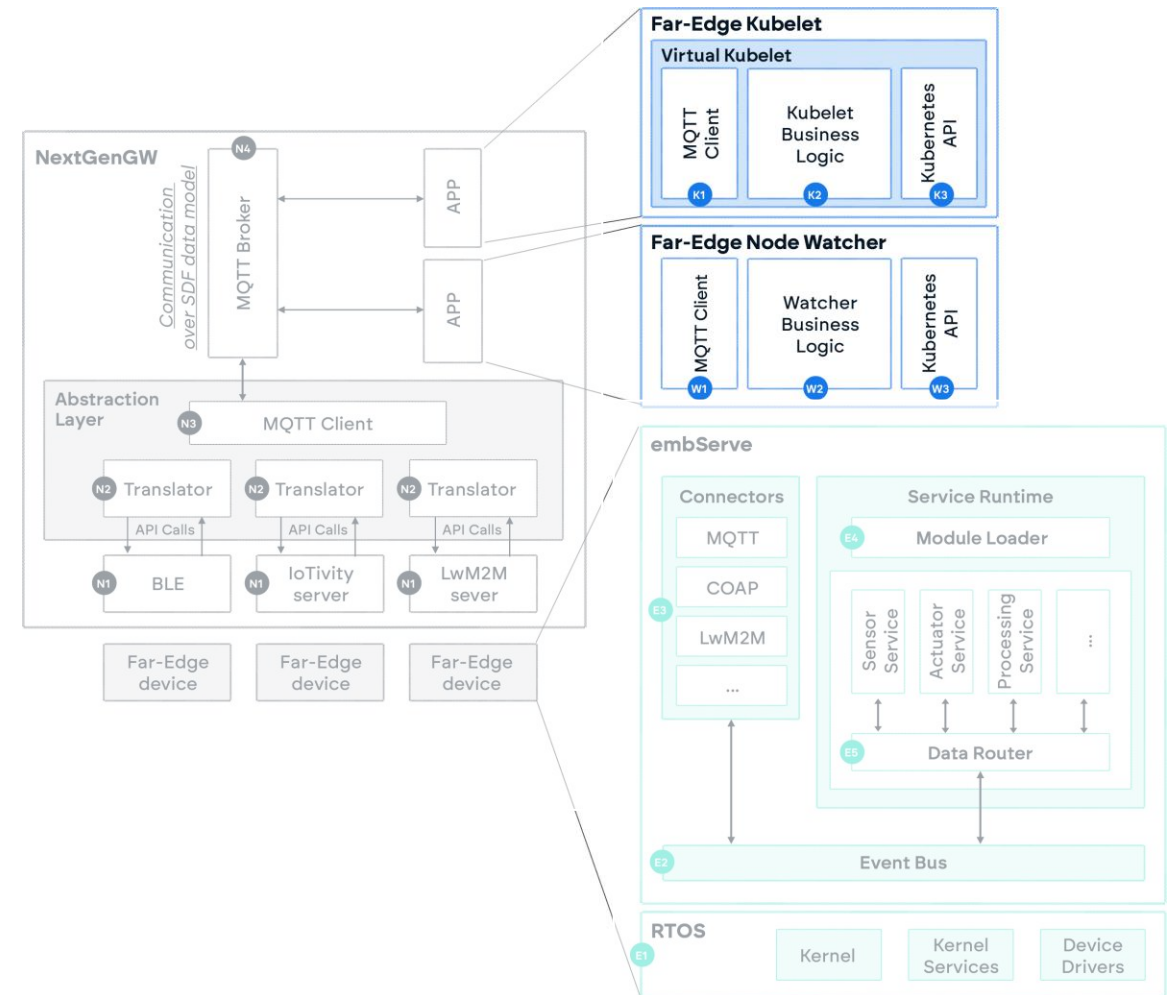 NextGenGW
N4
MQTT Broker
Communication
over SDF data model
APP
APP
Abstraction
Layer
N3
MQTT Client
N2
Translator
N2
Translator
N2
Translator
API Calls
API Calls
API Calls
N1
BLE
N1
IoTivity
server
N1
LwM2M
sever
Far-Edge
device
Far-Edge
device
Far-Edge
device
Far-Edge Kubelet
Virtual Kubelet
MQTT
Client
K1
Kubelet
Business
Logic
K2
Kubernetes
API
K3
Far-Edge Node Watcher
MQTT Client
W1
Watcher
Business
Logic
W2
Kubernetes
API
W3
embServe
Connectors
MQTT
COAP
E3
LwM2M
...
Service Runtime
E4
Module Loader
Sensor
Service
Actuator
Service
Processing
Service
...
E5
Data Router
E2
Event Bus
RTOS
E1
Kernel
Kernel
Services
Device
Drivers